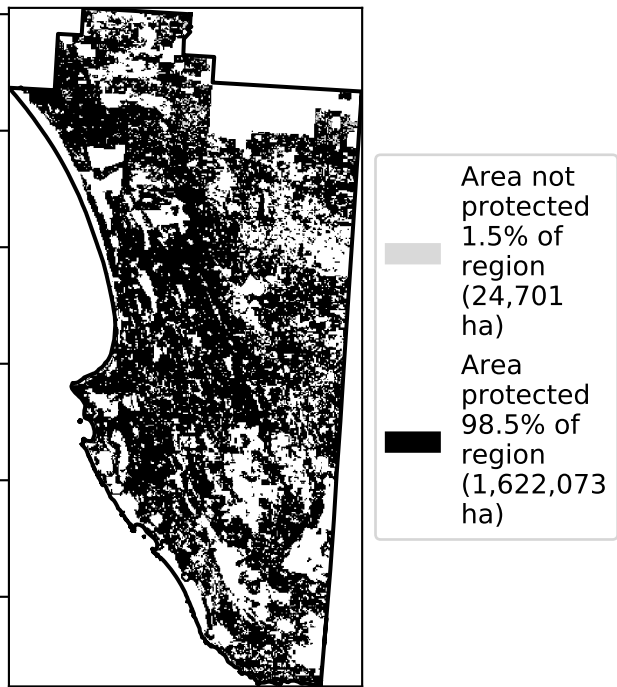 Area not
protected
1.5% of
region
(24,701
ha)
Area
protected
98.5% of
region
(1,622,073
ha)